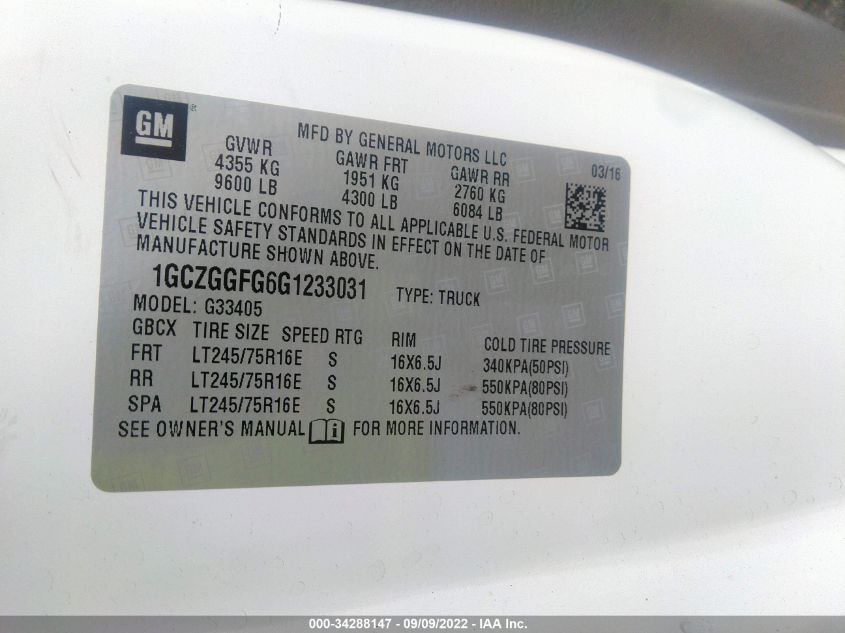 GM ®
MFD BY GENERAL MOTORS LLC
03/16
GVWR GAWR FRT GAWR RR
4355 KG 1951 KG 2760 KG
9600 LB 4300 LB 6084 LB
THIS VEHICLE CONFORMS TO ALL APPLICABLE U.S. FEDERAL MOTOR
VEHICLE SAFETY STANDARDS IN EFFECT ON THE DATE OF
MANUFACTURE SHOWN ABOVE.
1GCZGGFG6G1233031 TYPE: TRUCK
MODEL: G33405
GBCX TIRE SIZE SPEED RTG RIM COLD TIRE PRESSURE
FRT LT245/75R16E S 16X6.5J 340KPA(50PSI)
RR LT245/75R16E S 16X6.5J 550KPA(80PSI)
SPA LT245/75R16E S 16X6.5J 550KPA(80PSI)
SEE OWNER'S MANUAL i FOR MORE INFORMATION.
000-34288147 - 09/09/2022 - IAA Inc.